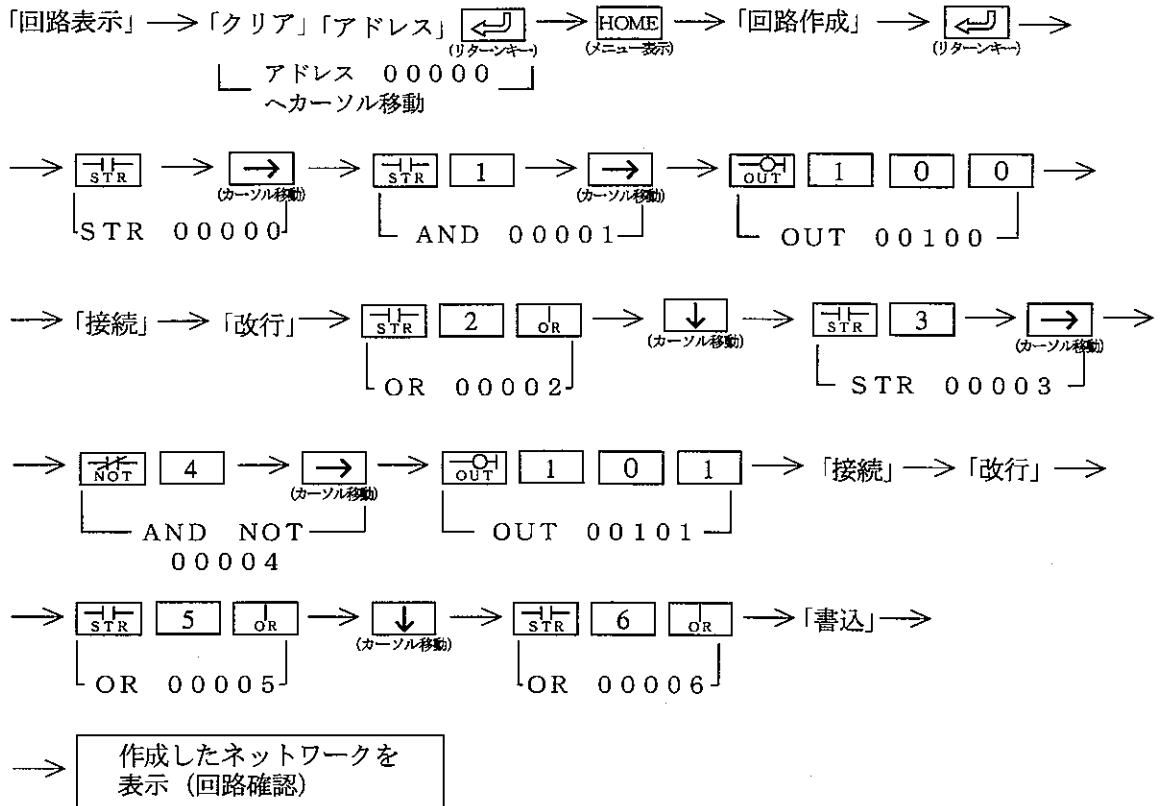 「回路表示」→「クリア」「アドレス」 → HOME →「回路作成」→ →
(リターンキー) (メニュー表示) (リターンキー)
アドレス 00000
へカーソル移動
→ STR → → → STR 1 → → → OUT 1 0 0 →
(カーソル移動) (カーソル移動)
STR 00000 AND 00001 OUT 00100
→「接続」→「改行」→ STR 2 OR → ↓ → STR 3 → → →
(カーソル移動) (カーソル移動)
OR 00002 STR 00003
→ NOT 4 → → → OUT 1 0 1 →「接続」→「改行」→
(カーソル移動)
AND NOT OUT 00101
00004
→ STR 5 OR → ↓ → STR 6 OR →「書込」→
(カーソル移動)
OR 00005 OR 00006
→ 作成したネットワークを
表示(回路確認)